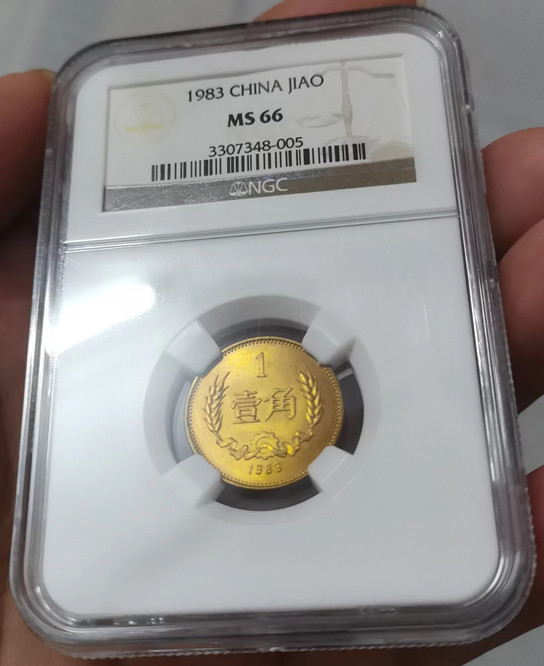 1983 CHINA JIAO
MS 66
3307348-005
NGC
1
壹角
1983